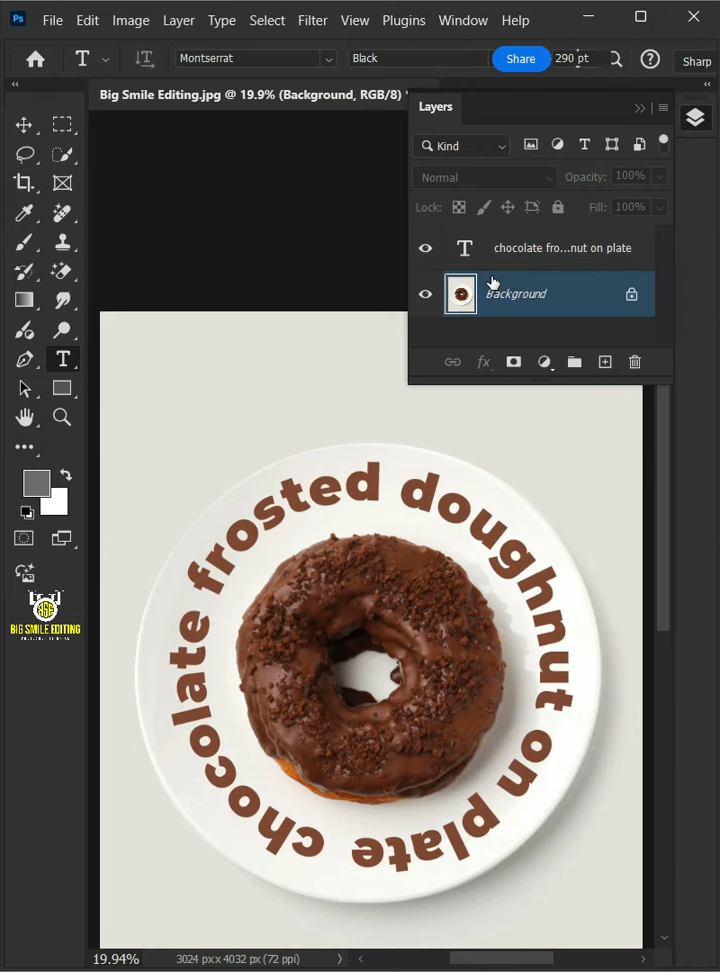 Ps File Edit Image Layer Type Select Filter View Plugins Window Help
T Montserrat Black Share 290 pt Sharp
Big Smile Editing.jpg @ 19.9% (Background, RGB/8) *
Layers
Kind
Normal Opacity: 100%
Lock: Fill: 100%
T chocolate fro...nut on plate
Background
fx
BIG SMILE EDITING
chocolate frosted doughnut on plate
19.94% 3024 px x 4032 px (72 ppi)